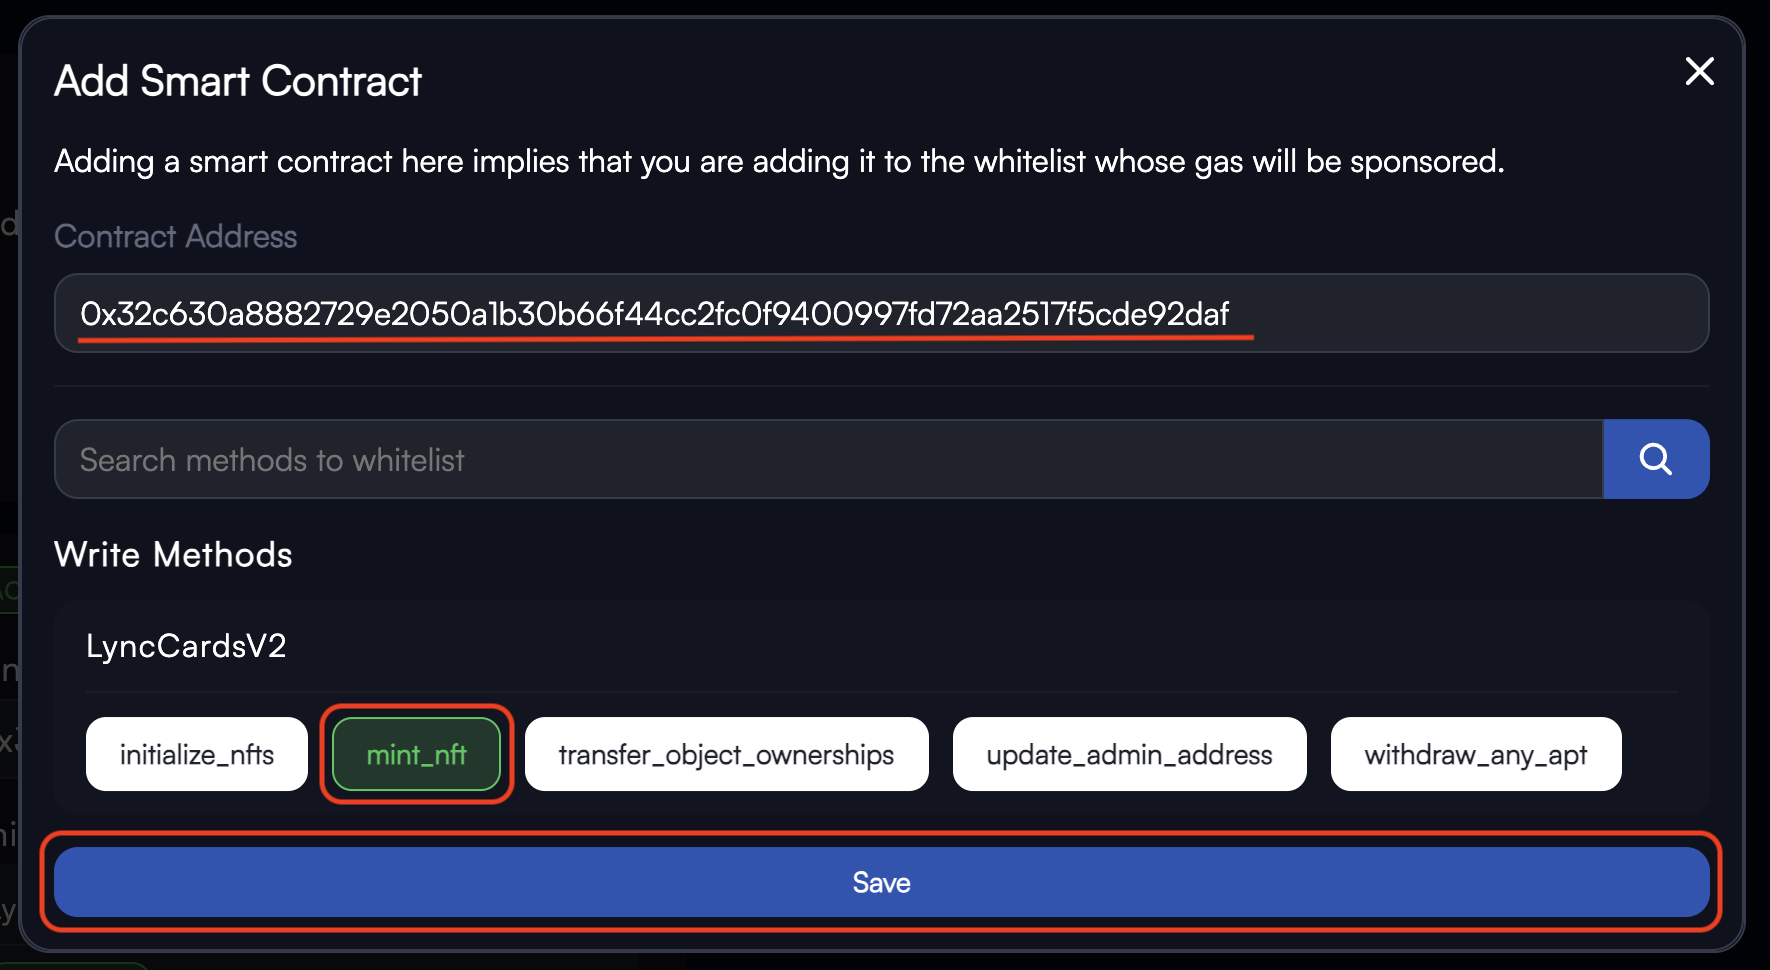 Add Smart Contract
Adding a smart contract here implies that you are adding it to the whitelist whose gas will be sponsored.
Contract Address
0x32c630a8882729e2050a1b30b66f44cc2fc0f9400997fd72aa2517f5cde92daf
Search methods to whitelist
Write Methods
LyncCardsV2
initialize_nfts
mint_nft
transfer_object_ownerships
update_admin_address
withdraw_any_apt
Save